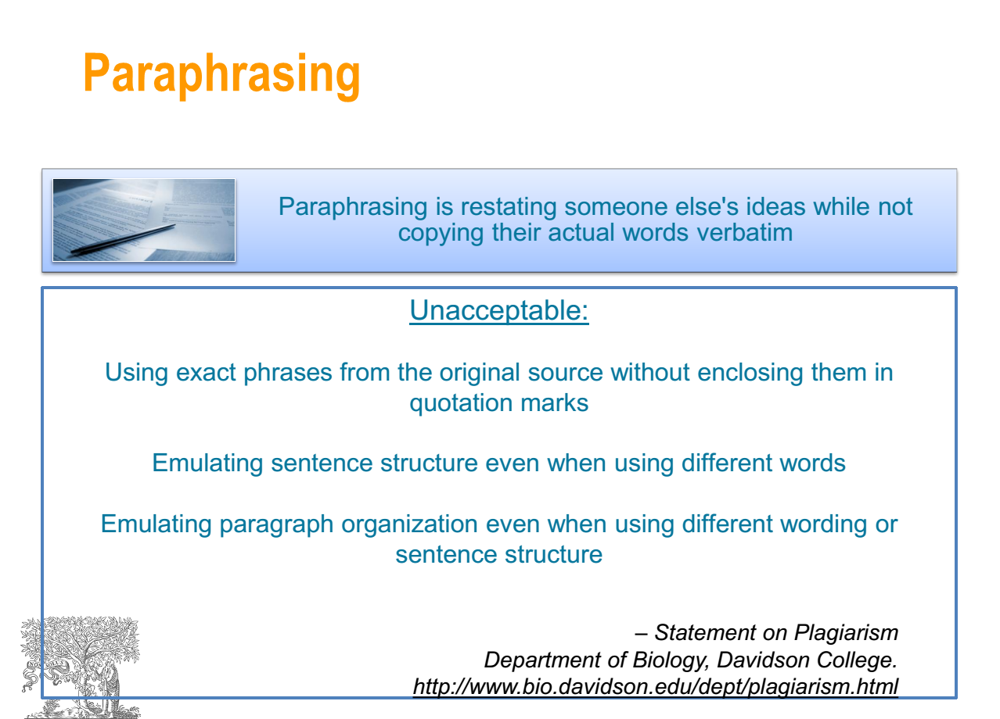 Paraphrasing
Paraphrasing is restating someone else's ideas while not
copying their actual words verbatim
Unacceptable:
Using exact phrases from the original source without enclosing them in
quotation marks
Emulating sentence structure even when using different words
Emulating paragraph organization even when using different wording or
sentence structure
– Statement on Plagiarism
Department of Biology, Davidson College.
http://www.bio.davidson.edu/dept/plagiarism.html